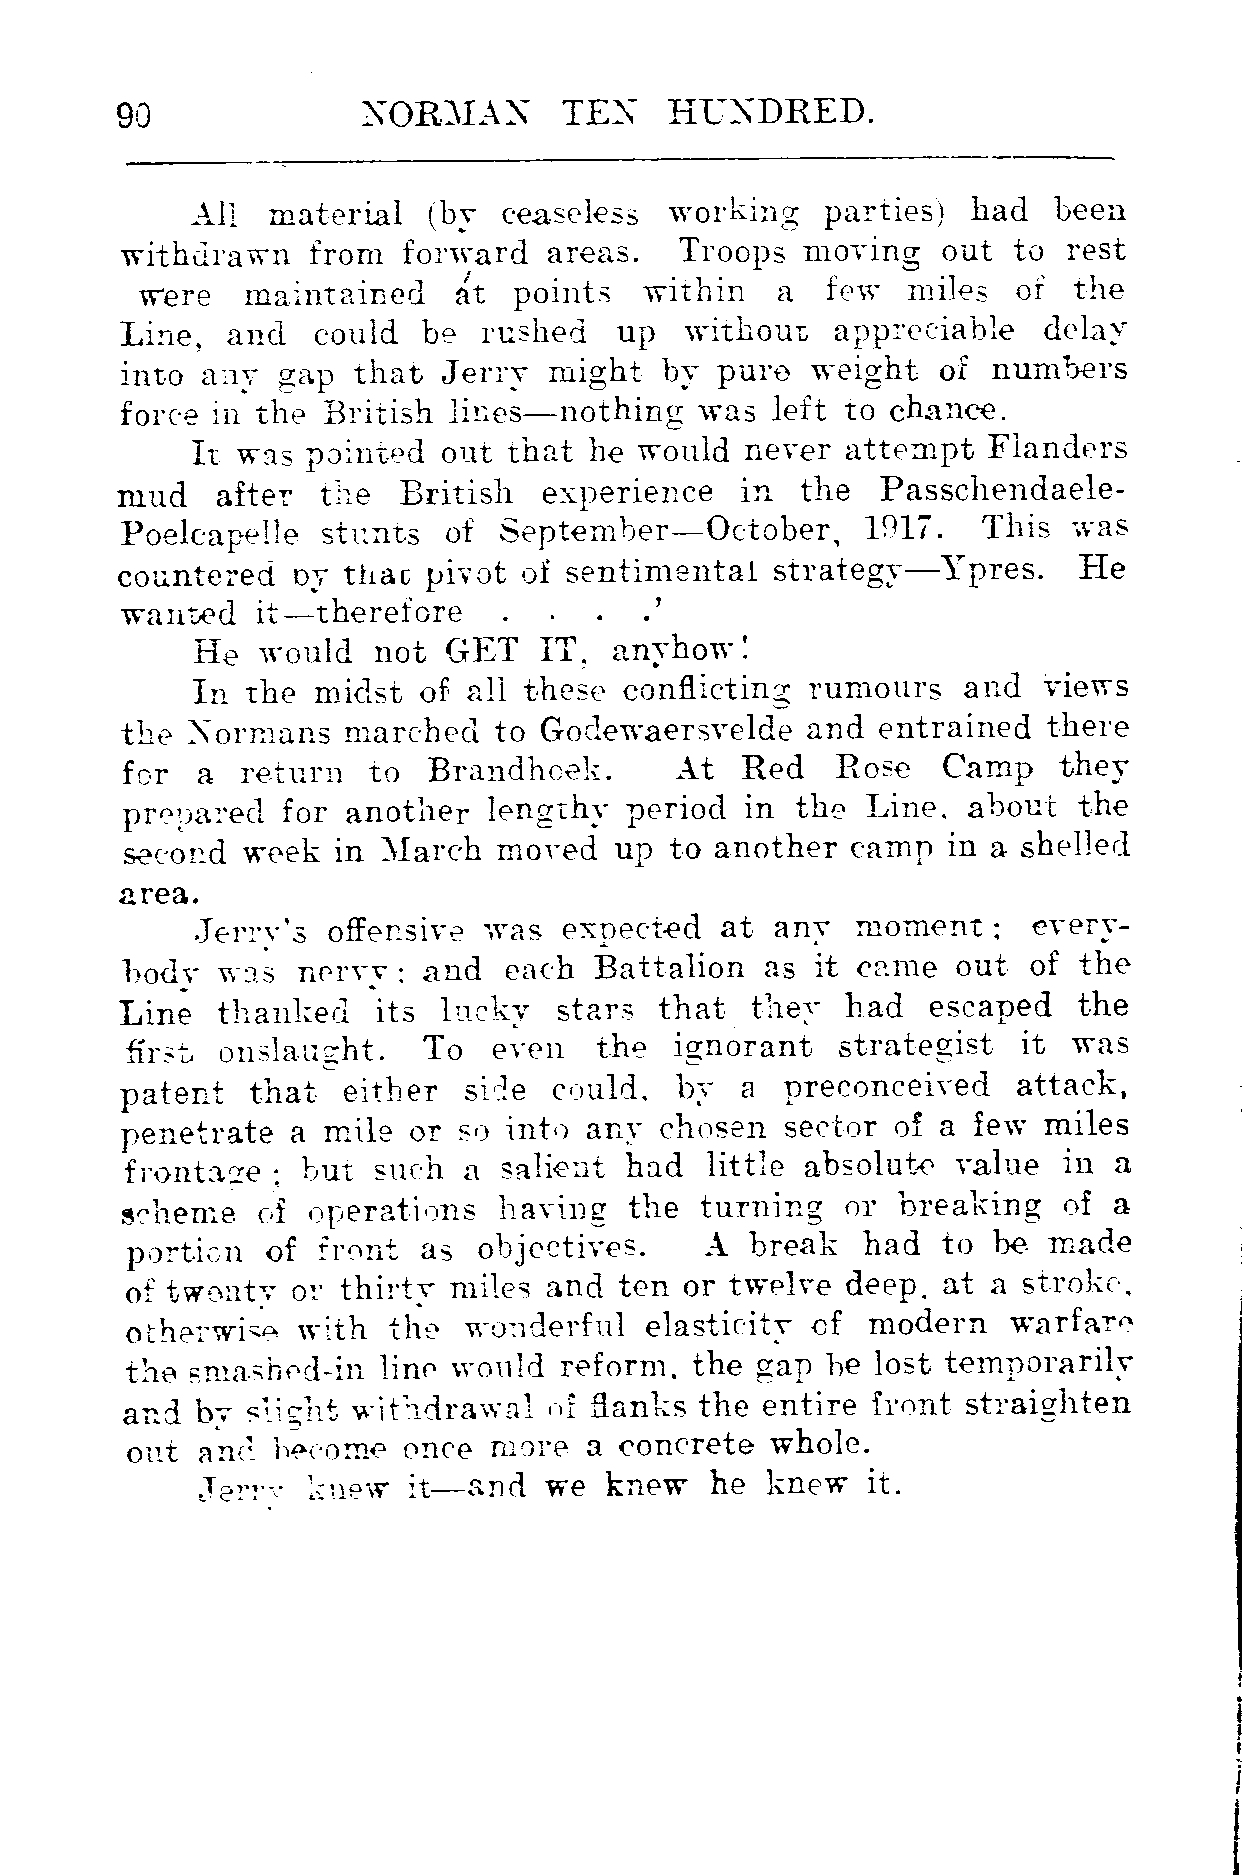 90 NORMAN TEN HUNDRED.
All material (by ceaseless working parties) had been
withdrawn from forward areas. Troops moving out to rest
were maintained at points within a few miles of the
Line, and could be rushed up without appreciable delay
into any gap that Jerry might by pure weight of numbers
force in the British lines—nothing was left to chance.
It was pointed out that he would never attempt Flanders
mud after the British experience in the Passchendaele-
Poelcapelle stunts of September—October, 1917. This was
countered by that pivot of sentimental strategy—Ypres. He
wanted it—therefore . . . .'
He would not GET IT, anyhow!
In the midst of all these conflicting rumours and views
the Normans marched to Godewaersvelde and entrained there
for a return to Brandhoek. At Red Rose Camp they
prepared for another lengthy period in the Line, about the
second week in March moved up to another camp in a shelled
area.
Jerry's offensive was expected at any moment; every-
body was nervy; and each Battalion as it came out of the
Line thanked its lucky stars that they had escaped the
first onslaught. To even the ignorant strategist it was
patent that either side could, by a preconceived attack,
penetrate a mile or so into any chosen sector of a few miles
frontage; but such a salient had little absolute value in a
scheme of operations having the turning or breaking of a
portion of front as objectives. A break had to be made
of twenty or thirty miles and ten or twelve deep, at a stroke,
otherwise with the wonderful elasticity of modern warfare
the smashed-in line would reform, the gap be lost temporarily
and by slight withdrawal of flanks the entire front straighten
out and become once more a concrete whole.
Jerry knew it—and we knew he knew it.